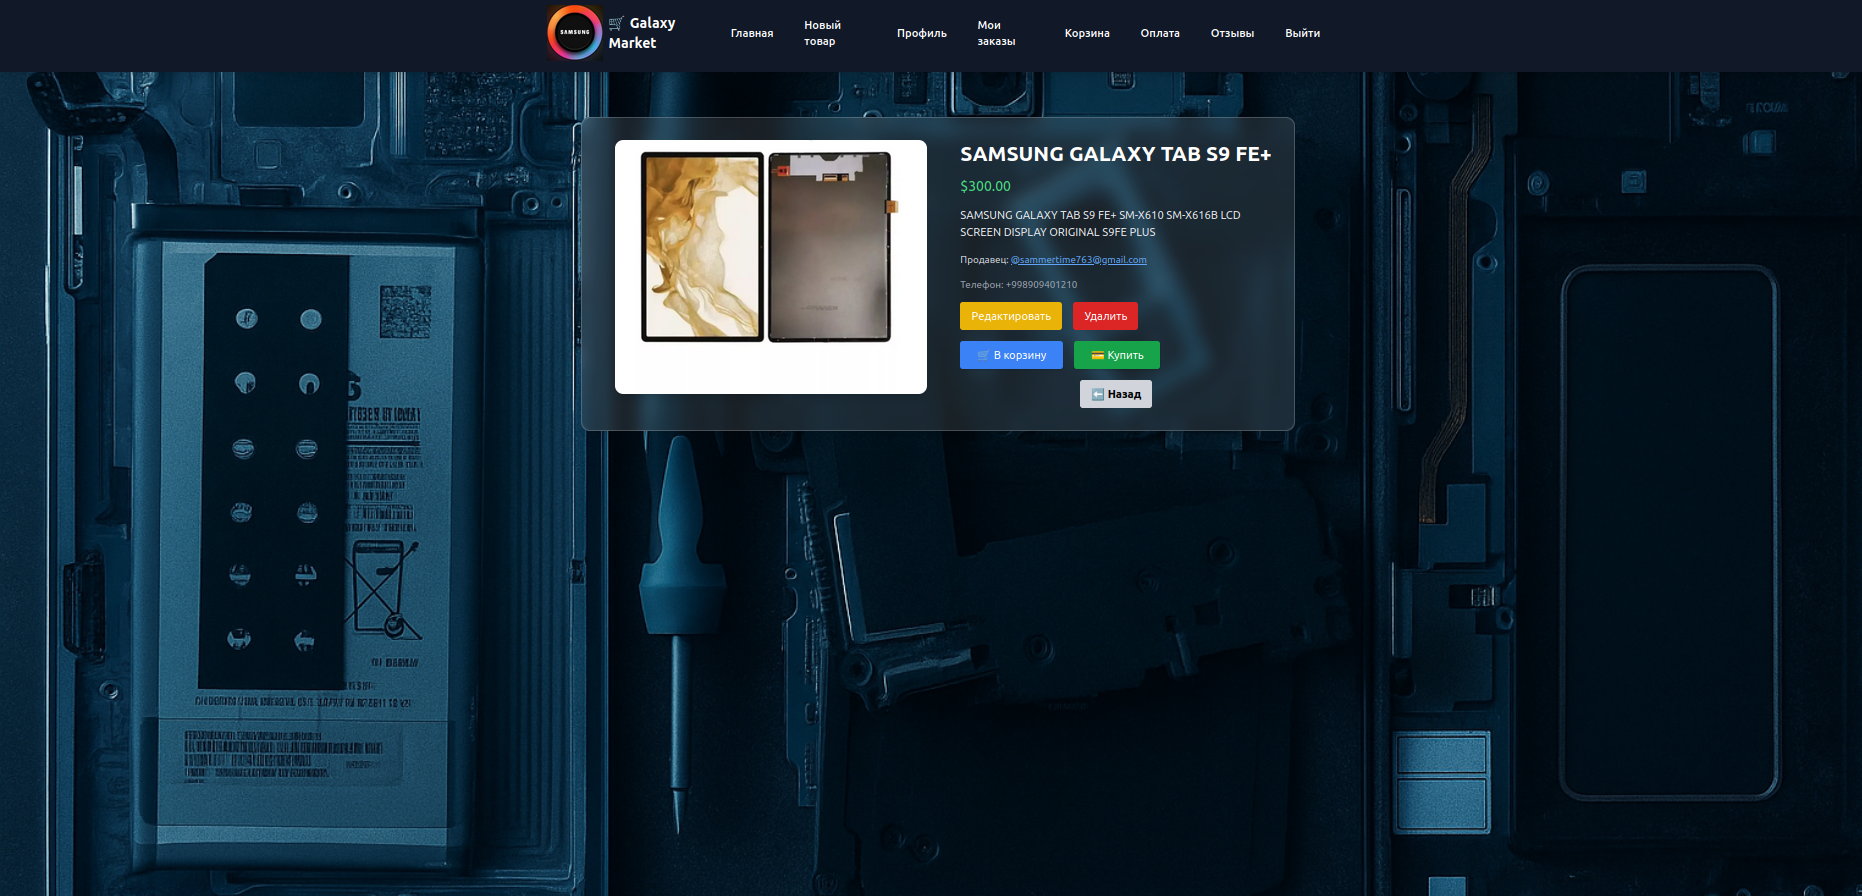 SAMSUNG
🛒 Galaxy
Market
Главная
Новый
товар
Профиль
Мои
заказы
Корзина
Оплата
Отзывы
Выйти
SAMSUNG GALAXY TAB S9 FE+
$300.00
SAMSUNG GALAXY TAB S9 FE+ SM-X610 SM-X616B LCD
SCREEN DISPLAY ORIGINAL S9FE PLUS
Продавец: @sammertime763@gmail.com
Телефон: +998909401210
Редактировать
Удалить
🛒 В корзину
💳 Купить
⬅️ Назад